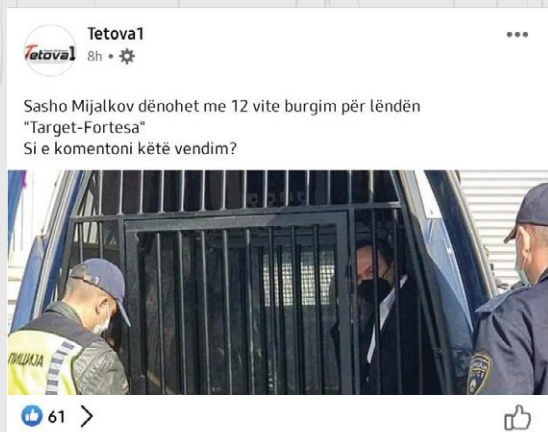 Tetova1
Tetova1
8h
Sasho Mijalkov dënohet me 12 vite burgim për lëndën
"Target-Fortesa"
Si e komentoni këtë vendim?
ПОЛИЦИЈА
61